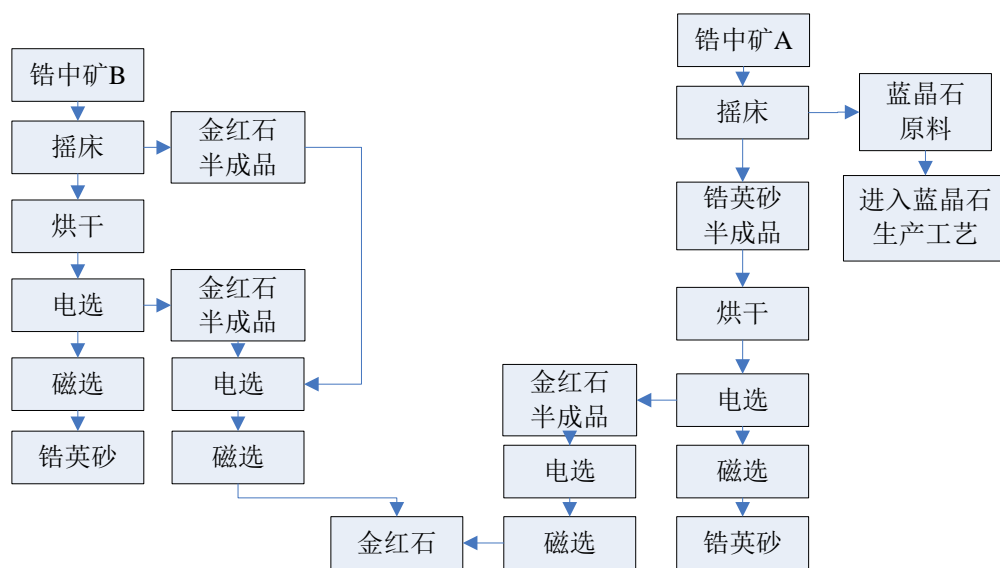 锆中矿B
摇床
金红石
半成品
烘干
电选
金红石
半成品
磁选
电选
锆英砂
磁选
金红石
锆中矿A
摇床
蓝晶石
原料
锆英砂
半成品
进入蓝晶石
生产工艺
烘干
金红石
半成品
电选
电选
磁选
磁选
锆英砂